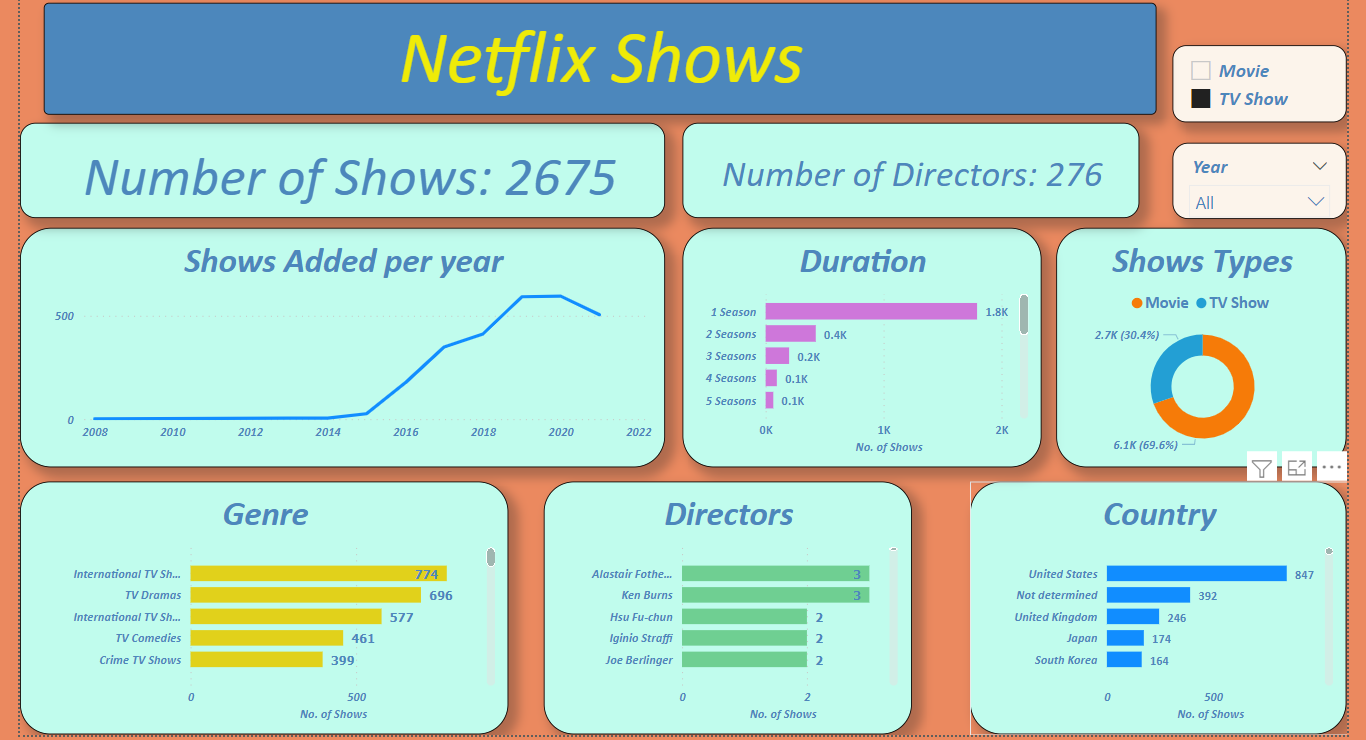 Netflix Shows
Movie
TV Show
Number of Shows: 2675
Number of Directors: 276
Year
All
Shows Added per year
500
0
2008 2010 2012 2014 2016 2018 2020 2022
Duration
1 Season 1.8K
2 Seasons 0.4K
3 Seasons 0.2K
4 Seasons 0.1K
5 Seasons 0.1K
0K 1K 2K
No. of Shows
Shows Types
Movie TV Show
2.7K (30.4%)
6.1K (69.6%)
Genre
International TV Sh... 774
TV Dramas 696
International TV Sh... 577
TV Comedies 461
Crime TV Shows 399
0 500
No. of Shows
Directors
Alastair Fothe... 3
Ken Burns 3
Hsu Fu-chun 2
Iginio Straffi 2
Joe Berlinger 2
0 2
No. of Shows
Country
United States 847
Not determined 392
United Kingdom 246
Japan 174
South Korea 164
0 500
No. of Shows